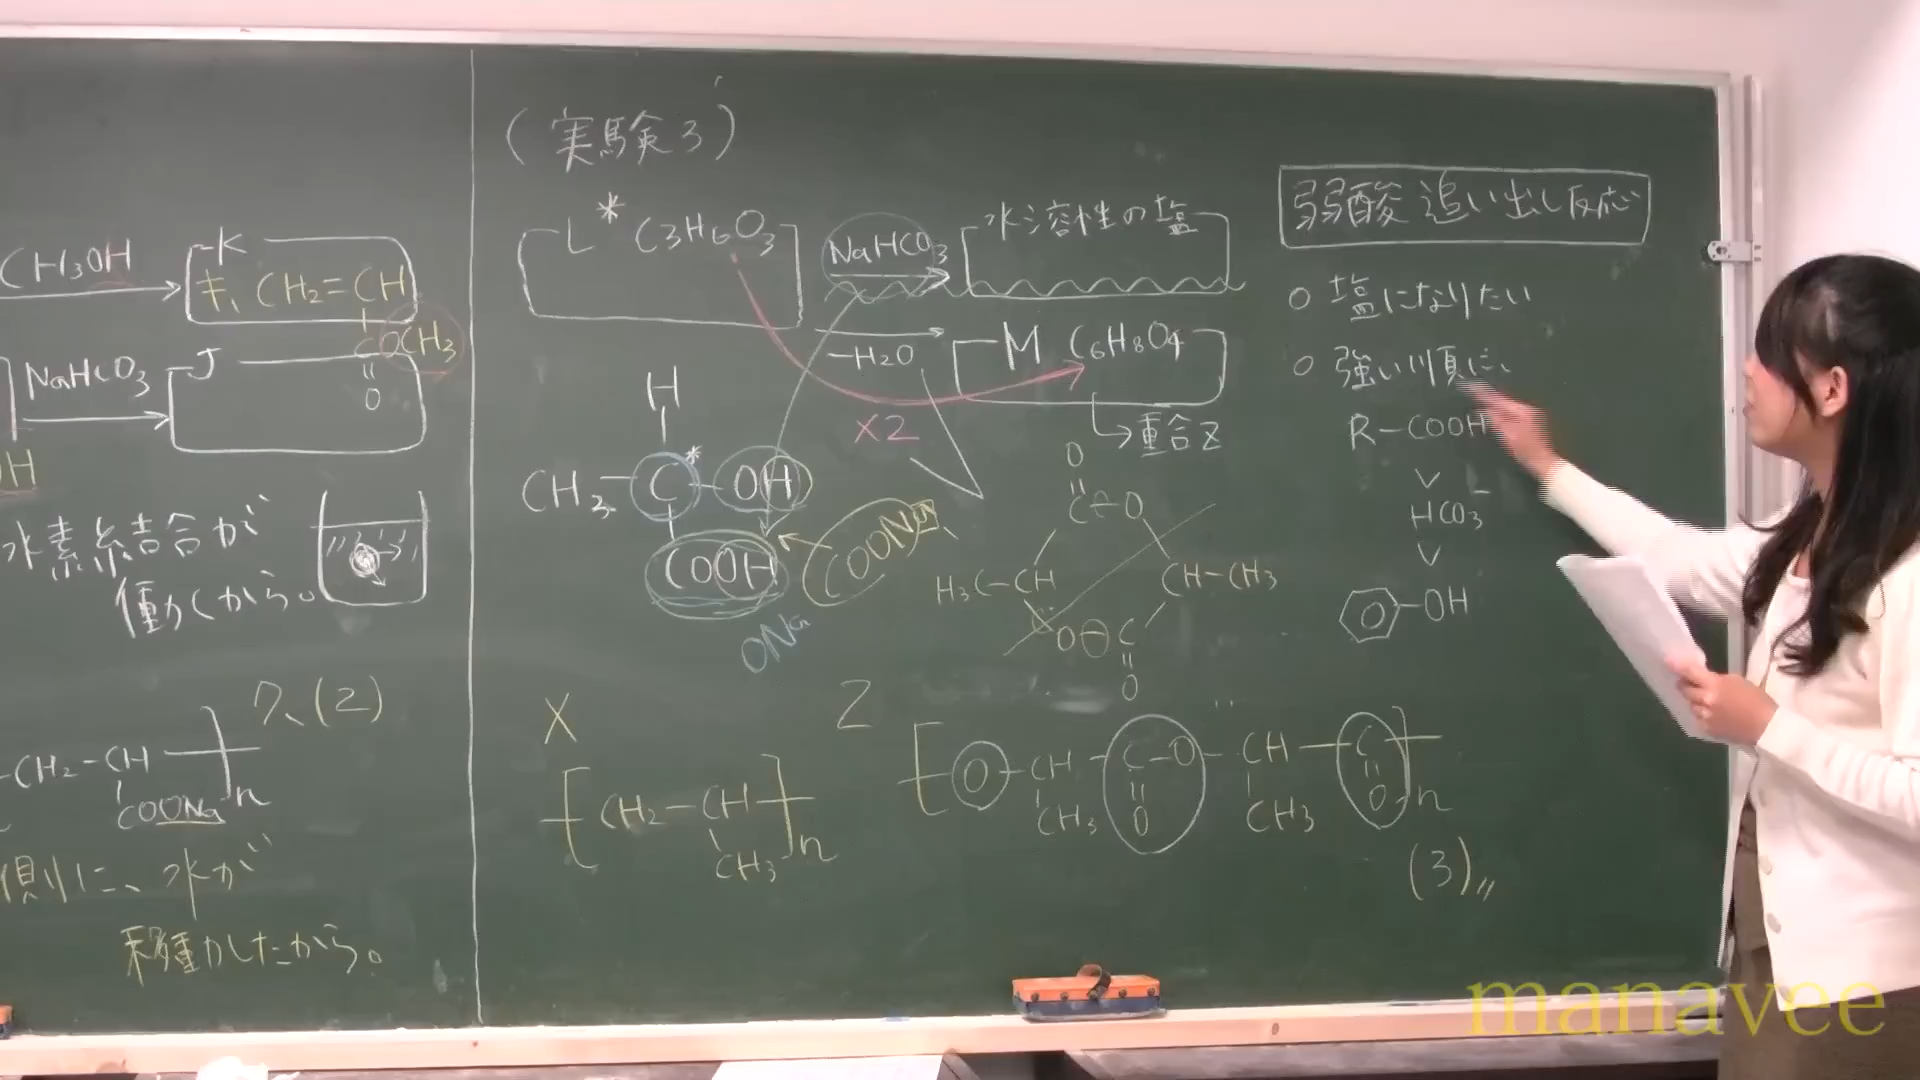 CH3OH
K
キ、CH2=CH
COCH3
O
NaHCO3
J
OH
水素結合が
働くから。
ク、(2)
-CH2-CH
COONa
n
側に、水が
移動したから。
(実験3)
L* C3H6O3
NaHCO3
水溶性の塩
-H2O
M C6H8O4
×2
重合Z
H
CH3-C*-OH
COOH
COONa
ONa
O
C-O
H3C-CH
CH-CH3
O-C
O
X
CH2-CH
CH3
n
Z
O-CH-C-O-CH-C
CH3 O CH3 O
n
(3)
弱酸追い出し反応
○ 塩になりたい
○ 強い順に、
R-COOH
∨
HCO3-
∨
-OH
manavee